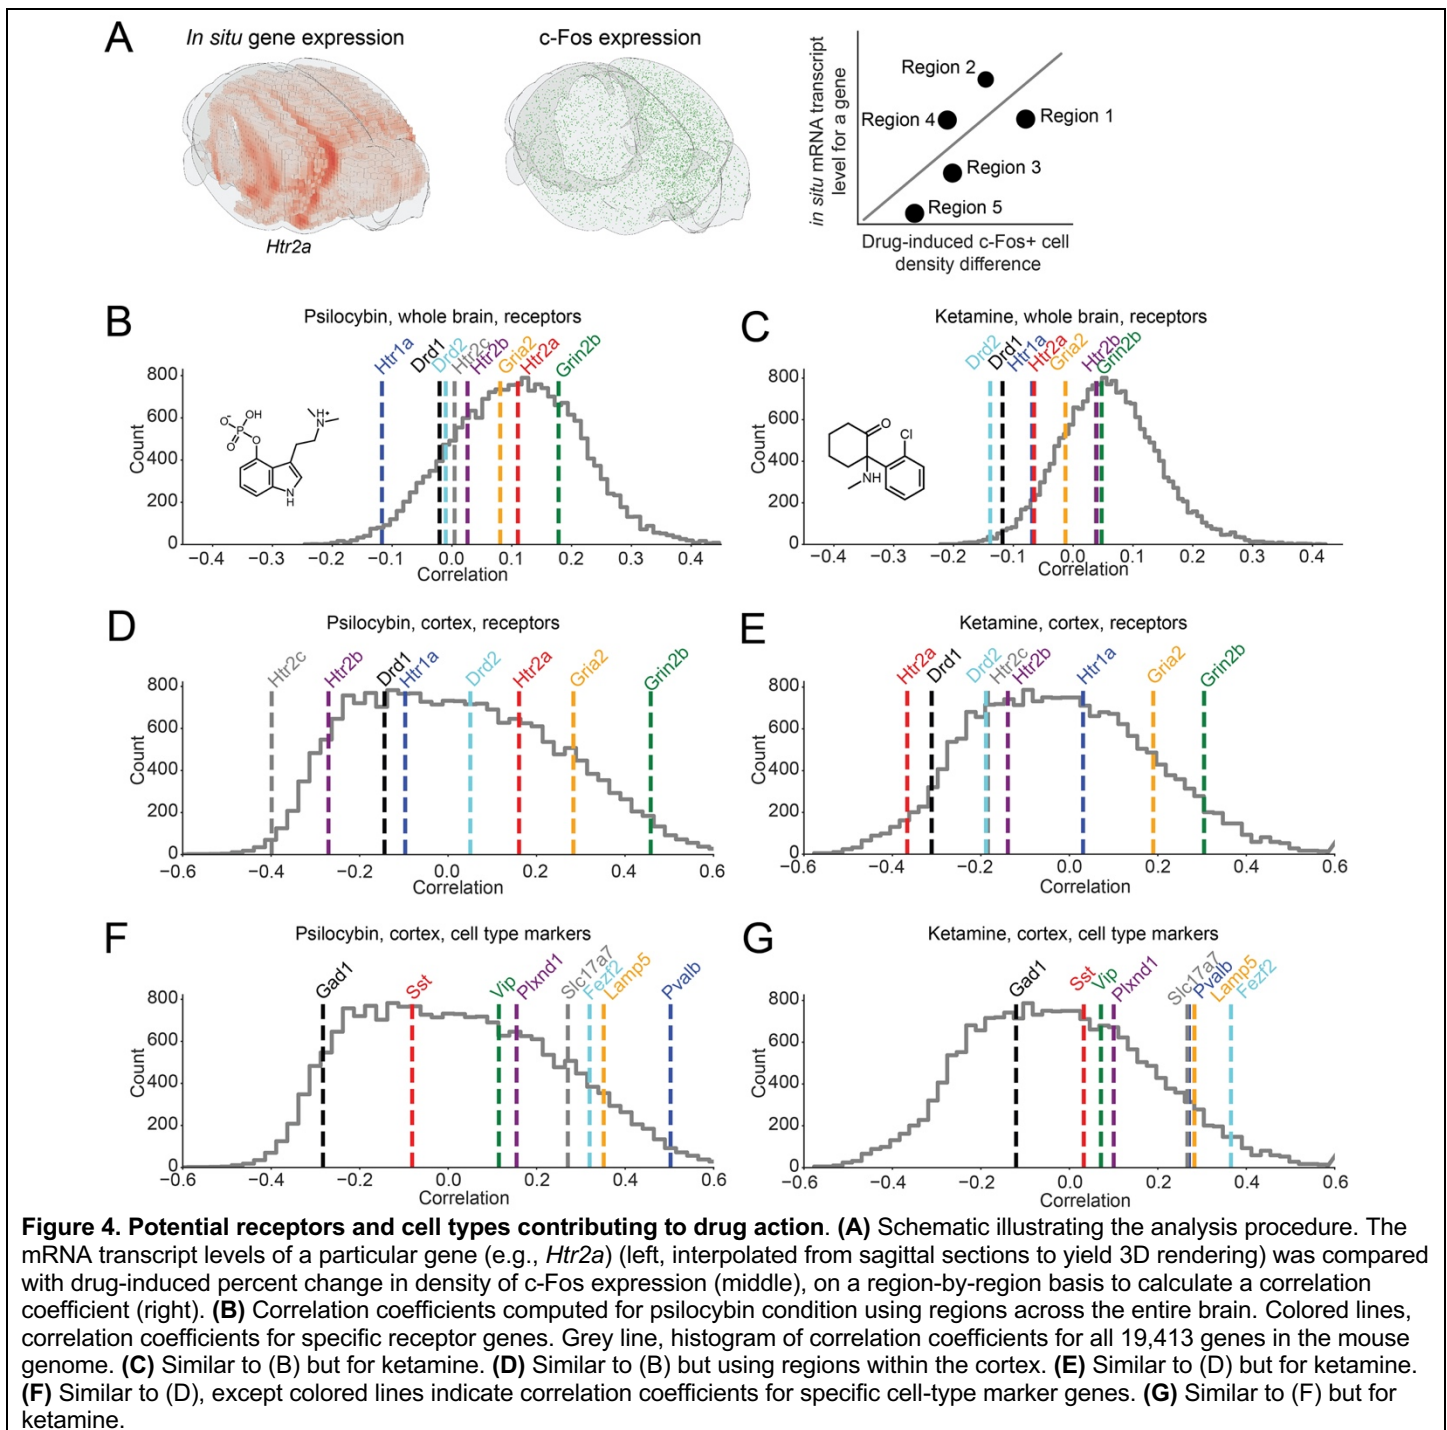 A
In situ gene expression
c-Fos expression
Htr2a
in situ mRNA transcript
level for a gene
Region 2
Region 4
Region 1
Region 3
Region 5
Drug-induced c-Fos+ cell
density difference
B
Psilocybin, whole brain, receptors
Htr1a Drd1 Drd2 Htr2c Htr2b Gria2 Htr2a Grin2b
Count
800
600
400
200
0
O- OH P O O H+ N N H
−0.4 −0.3 −0.2 −0.1 0.0 0.1 0.2 0.3 0.4
Correlation
C
Ketamine, whole brain, receptors
Drd2 Drd1 Htr1a Htr2a Gria2 Htr2b Grin2b
Count
800
600
400
200
0
O Cl NH
−0.4 −0.3 −0.2 −0.1 0.0 0.1 0.2 0.3 0.4
Correlation
D
Psilocybin, cortex, receptors
Htr2c Htr2b Drd1 Htr1a Drd2 Htr2a Gria2 Grin2b
Count
800
600
400
200
0
−0.6 −0.4 −0.2 0.0 0.2 0.4 0.6
Correlation
E
Ketamine, cortex, receptors
Htr2a Drd1 Drd2 Htr2c Htr2b Htr1a Gria2 Grin2b
Count
800
600
400
200
0
−0.6 −0.4 −0.2 0.0 0.2 0.4 0.6
Correlation
F
Psilocybin, cortex, cell type markers
Gad1 Sst Vip Plxnd1 Slc17a7 Fezf2 Lamp5 Pvalb
Count
800
600
400
200
0
−0.6 −0.4 −0.2 0.0 0.2 0.4 0.6
Correlation
G
Ketamine, cortex, cell type markers
Gad1 Sst Vip Plxnd1 Slc17a7 Pvalb Lamp5 Fezf2
Count
800
600
400
200
0
−0.6 −0.4 −0.2 0.0 0.2 0.4 0.6
Correlation
Figure 4. Potential receptors and cell types contributing to drug action. (A) Schematic illustrating the analysis procedure. The
mRNA transcript levels of a particular gene (e.g., Htr2a) (left, interpolated from sagittal sections to yield 3D rendering) was compared
with drug-induced percent change in density of c-Fos expression (middle), on a region-by-region basis to calculate a correlation
coefficient (right). (B) Correlation coefficients computed for psilocybin condition using regions across the entire brain. Colored lines,
correlation coefficients for specific receptor genes. Grey line, histogram of correlation coefficients for all 19,413 genes in the mouse
genome. (C) Similar to (B) but for ketamine. (D) Similar to (B) but using regions within the cortex. (E) Similar to (D) but for ketamine.
(F) Similar to (D), except colored lines indicate correlation coefficients for specific cell-type marker genes. (G) Similar to (F) but for
ketamine.